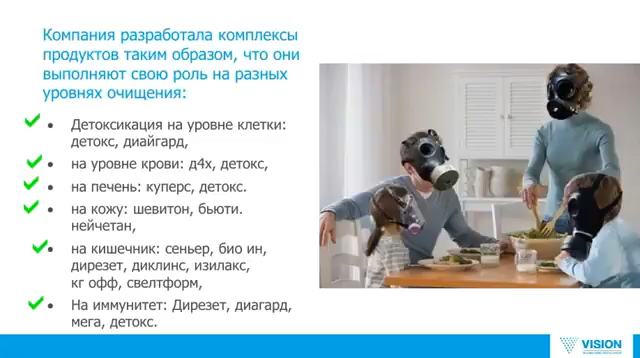 Компания разработала комплексы
продуктов таким образом, что они
выполняют свою роль на разных
уровнях очищения:
Детоксикация на уровне клетки:
детокс, диайгард,
на уровне крови: д4х, детокс,
на печень: куперс, детокс.
на кожу: шевитон, бьюти.
нейчетан,
на кишечник: сеньер, био ин,
дирезет, диклинс, изилакс,
кг офф, свелтформ,
На иммунитет: Дирезет, диагард,
мега, детокс.
VISION